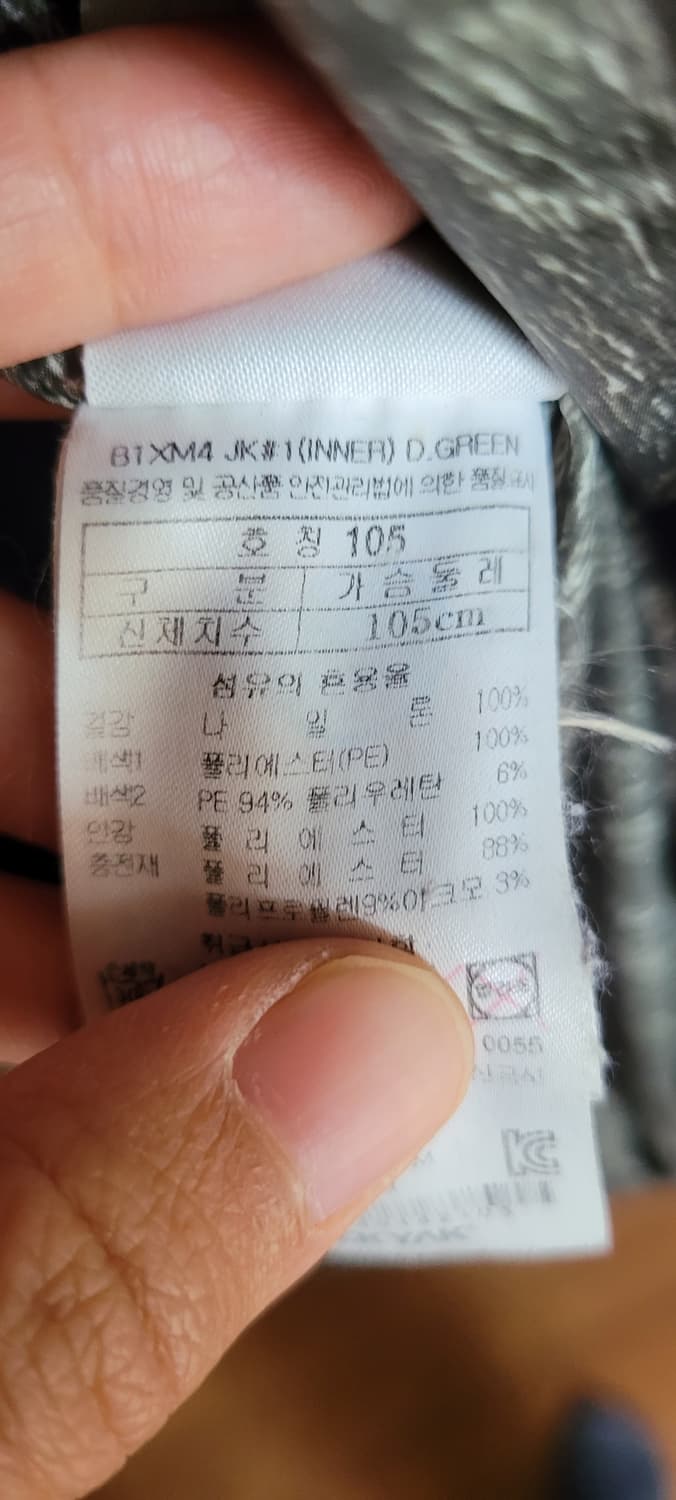 B1XM4 JK#1(INNER) D.GREEN
품질경영 및 공산품 안전관리법에 의한 품질표시
호 칭 105
구 분 가 슴 둘 레
신체치수 105cm
섬유의 혼용율
겉감 나 일 론 100%
배색1 폴리에스터(PE) 100%
배색2 PE 94% 폴리우레탄 6%
안감 폴 리 에 스 터 100%
충전재 폴 리 에 스 터 88%
폴리프로필렌9%아크모 3%
0055